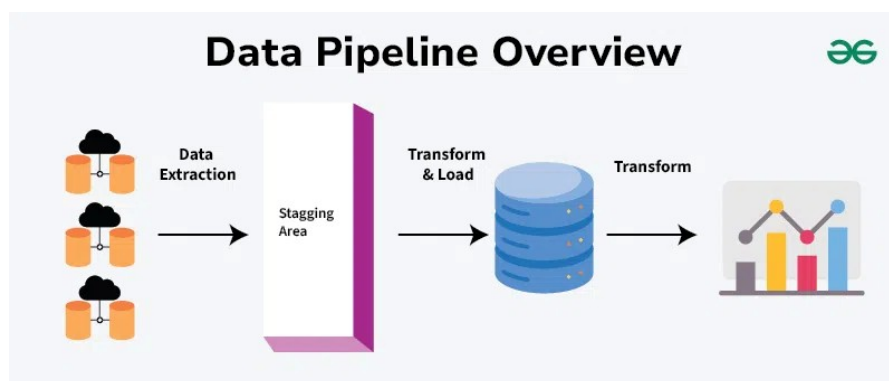 Data Pipeline Overview
Data
Extraction
Stagging
Area
Transform
& Load
Transform